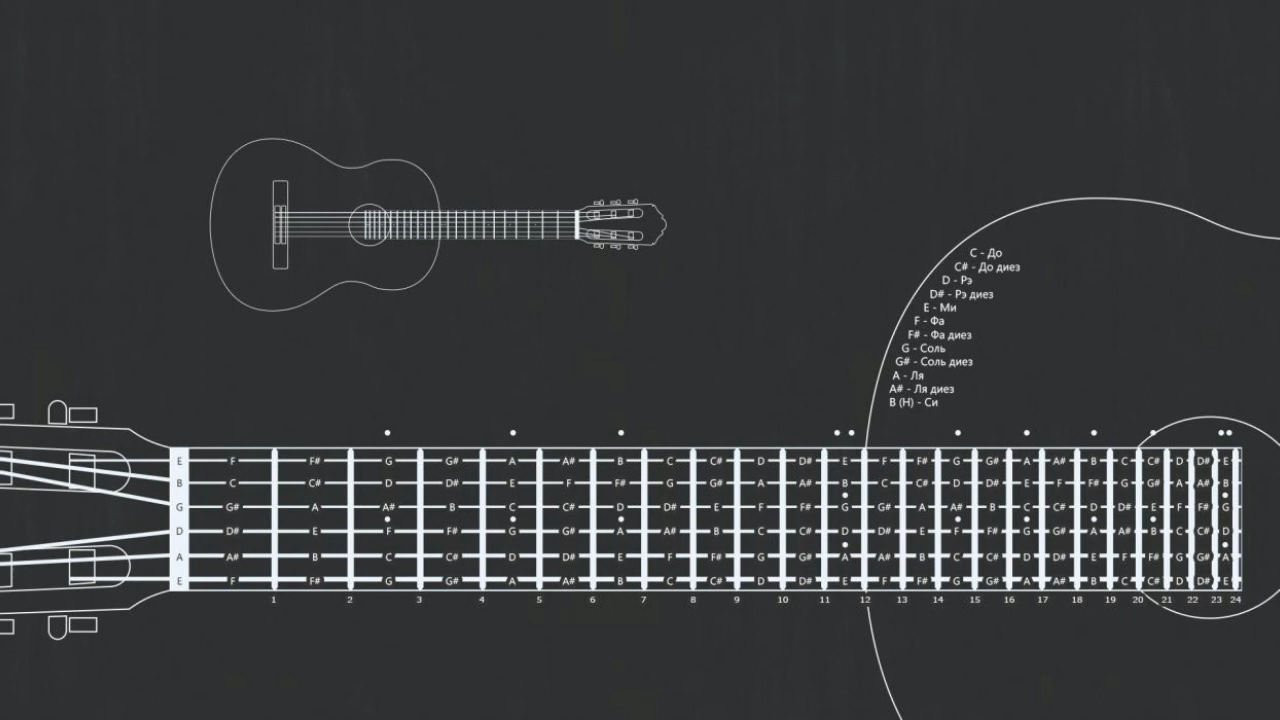 C - До
C# - До диез
D - Рэ
D# - Рэ диез
E - Ми
F - Фа
F# - Фа диез
G - Соль
G# - Соль диез
A - Ля
A# - Ля диез
B (H) - Си
E F F# G G# A A# B C C# D D# E F F# G G# A A# B C C# D D# E
B C C# D D# E F F# G G# A A# B C C# D D# E F F# G G# A A# B
G G# A A# B C C# D D# E F F# G G# A A# B C C# D D# E F F# G
D D# E F F# G G# A A# B C C# D D# E F F# G G# A A# B C C# D
A A# B C C# D D# E F F# G G# A A# B C C# D D# E F F# G G# A
E F F# G G# A A# B C C# D D# E F F# G G# A A# B C C# D D# E
1 2 3 4 5 6 7 8 9 10 11 12 13 14 15 16 17 18 19 20 21 22 23 24